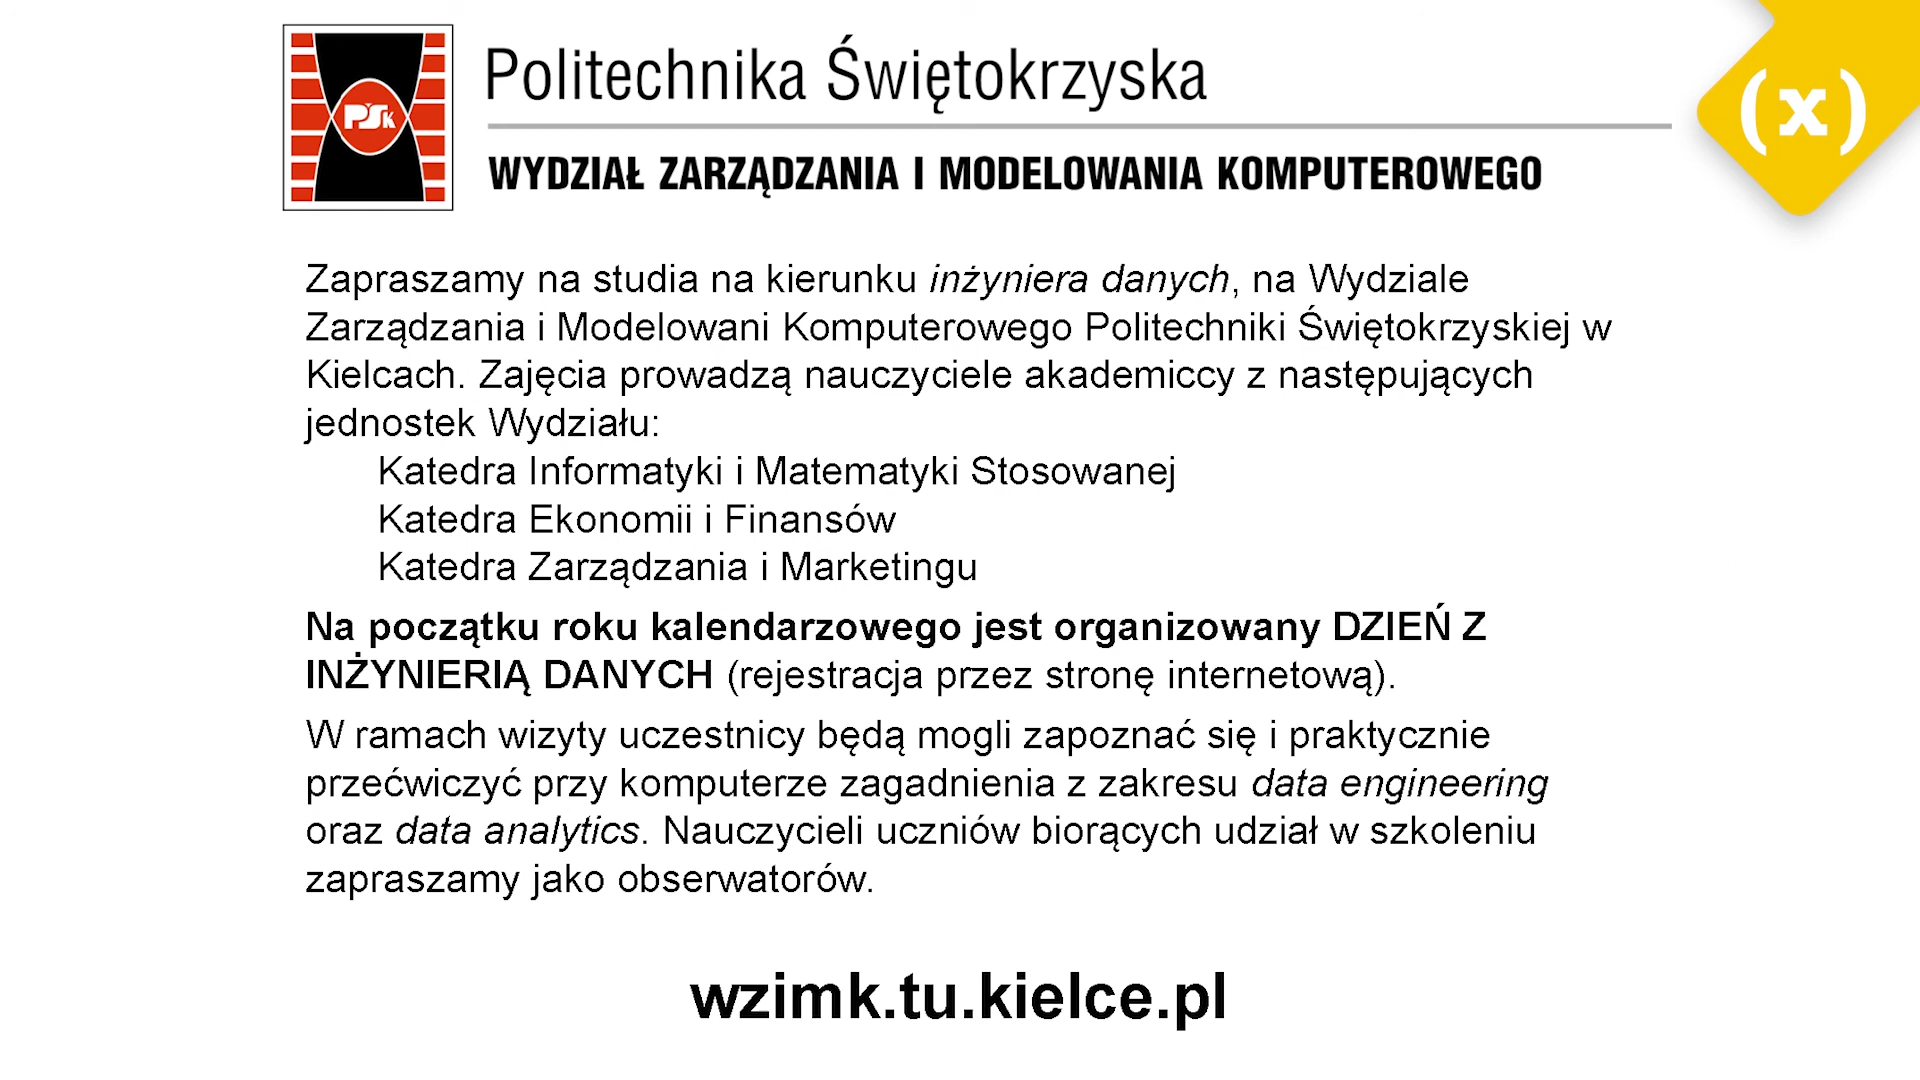 PŚk
Politechnika Świętokrzyska
(x)
WYDZIAŁ ZARZĄDZANIA I MODELOWANIA KOMPUTEROWEGO
Zapraszamy na studia na kierunku inżyniera danych, na Wydziale
Zarządzania i Modelowani Komputerowego Politechniki Świętokrzyskiej w
Kielcach. Zajęcia prowadzą nauczyciele akademiccy z następujących
jednostek Wydziału:
Katedra Informatyki i Matematyki Stosowanej
Katedra Ekonomii i Finansów
Katedra Zarządzania i Marketingu
Na początku roku kalendarzowego jest organizowany DZIEŃ Z
INŻYNIERIĄ DANYCH (rejestracja przez stronę internetową).
W ramach wizyty uczestnicy będą mogli zapoznać się i praktycznie
przećwiczyć przy komputerze zagadnienia z zakresu data engineering
oraz data analytics. Nauczycieli uczniów biorących udział w szkoleniu
zapraszamy jako obserwatorów.
wzimk.tu.kielce.pl